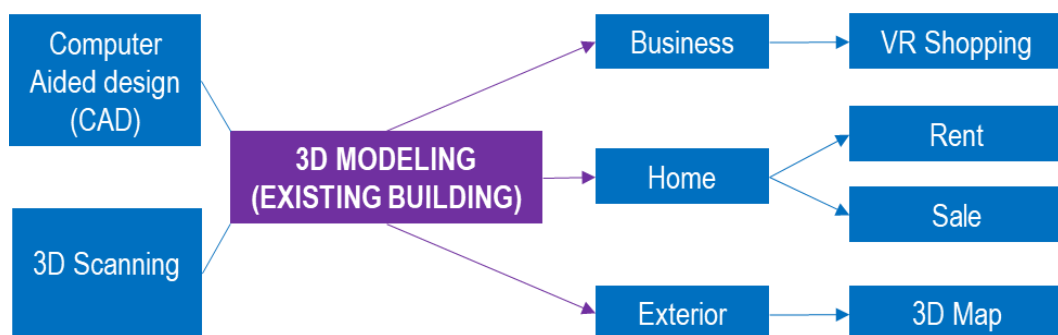 Computer
Aided design
(CAD)
3D Scanning
3D MODELING
(EXISTING BUILDING)
Business
Home
Exterior
VR Shopping
Rent
Sale
3D Map